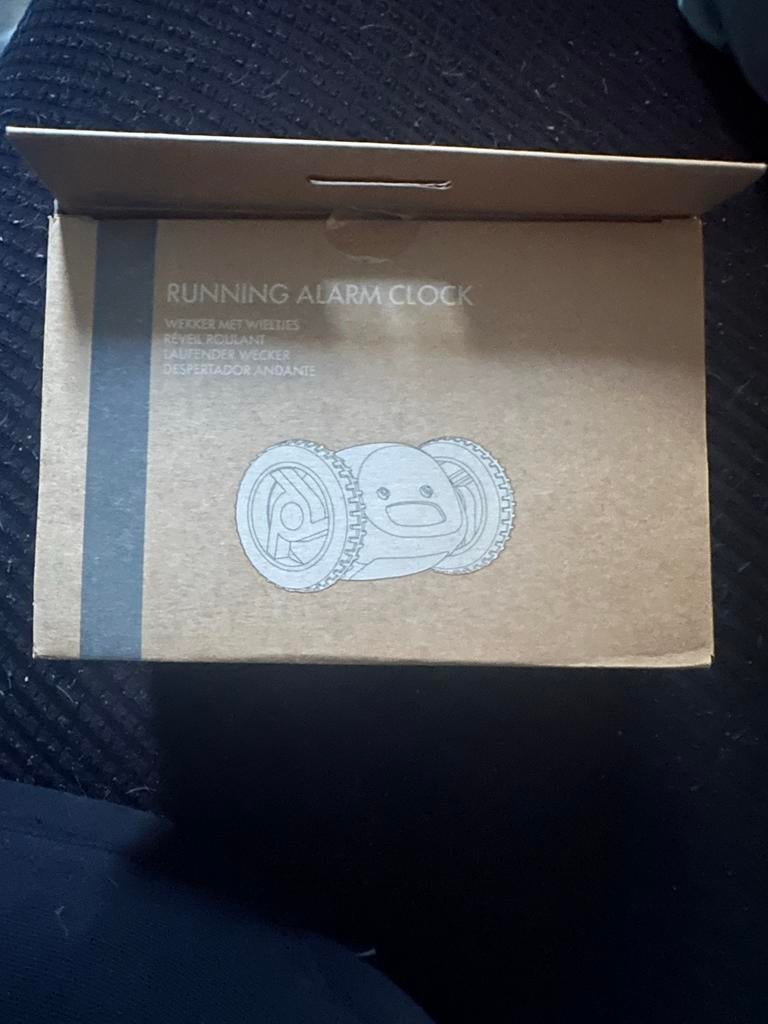 RUNNING ALARM CLOCK
WEKKER MET WIELTJES
RÉVEIL ROULANT
LAUFENDER WECKER
DESPERTADOR ANDANTE